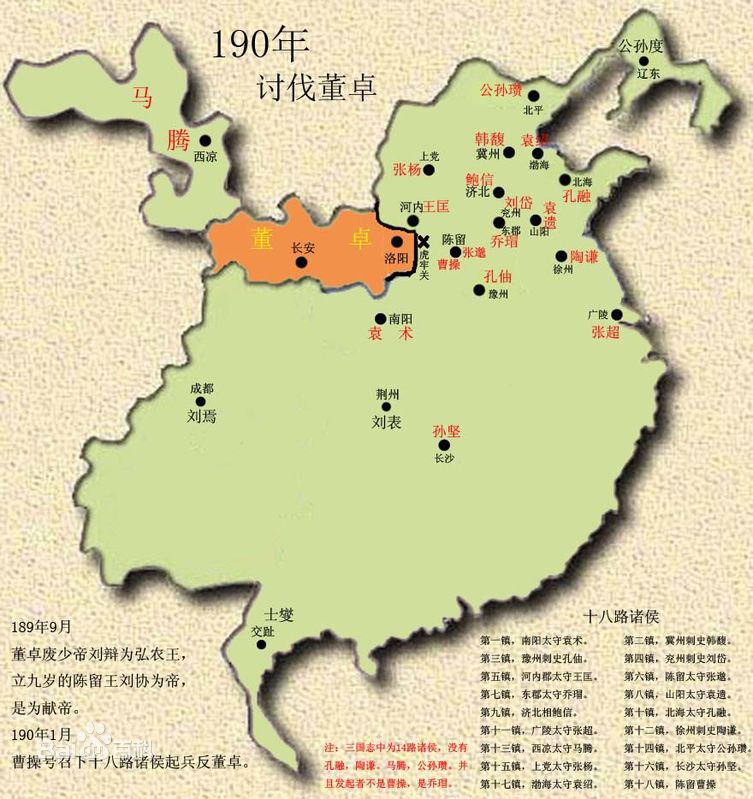 190年
讨伐董卓
公孙度
辽东
公孙瓒
北平
马
腾
西凉
韩馥
冀州
袁绍
渤海
张杨
上党
鲍信
济北
北海
孔融
刘岱
兖州
东郡
乔瑁
袁遗
山阳
河内
王匡
董 卓
长安
洛阳
虎牢关
陈留
张邈
曹操
陶谦
徐州
孔伷
豫州
广陵
张超
南阳
袁 术
成都
刘焉
荆州
刘表
孙坚
长沙
士燮
交趾
189年9月
董卓废少帝刘辩为弘农王，
立九岁的陈留王刘协为帝，
是为献帝。
190年1月
曹操号召下十八路诸侯起兵反董卓。
Baidu百科
注：三国志中为14路诸侯，没有
孔融，陶谦，马腾，公孙瓒。并
且发起者不是曹操，是乔瑁。
十八路诸侯
第一镇，南阳太守袁术。
第二镇，冀州刺史韩馥。
第三镇，豫州刺史孔伷。
第四镇，兖州刺史刘岱。
第五镇，河内郡太守王匡。
第六镇，陈留太守张邈。
第七镇，东郡太守乔瑁。
第八镇，山阳太守袁遗。
第九镇，济北相鲍信。
第十镇，北海太守孔融。
第十一镇，广陵太守张超。
第十二镇，徐州刺史陶谦。
第十三镇，西凉太守马腾。
第十四镇，北平太守公孙瓒。
第十五镇，上党太守张杨。
第十六镇，长沙太守孙坚。
第十七镇，渤海太守袁绍。
第十八镇，陈留曹操